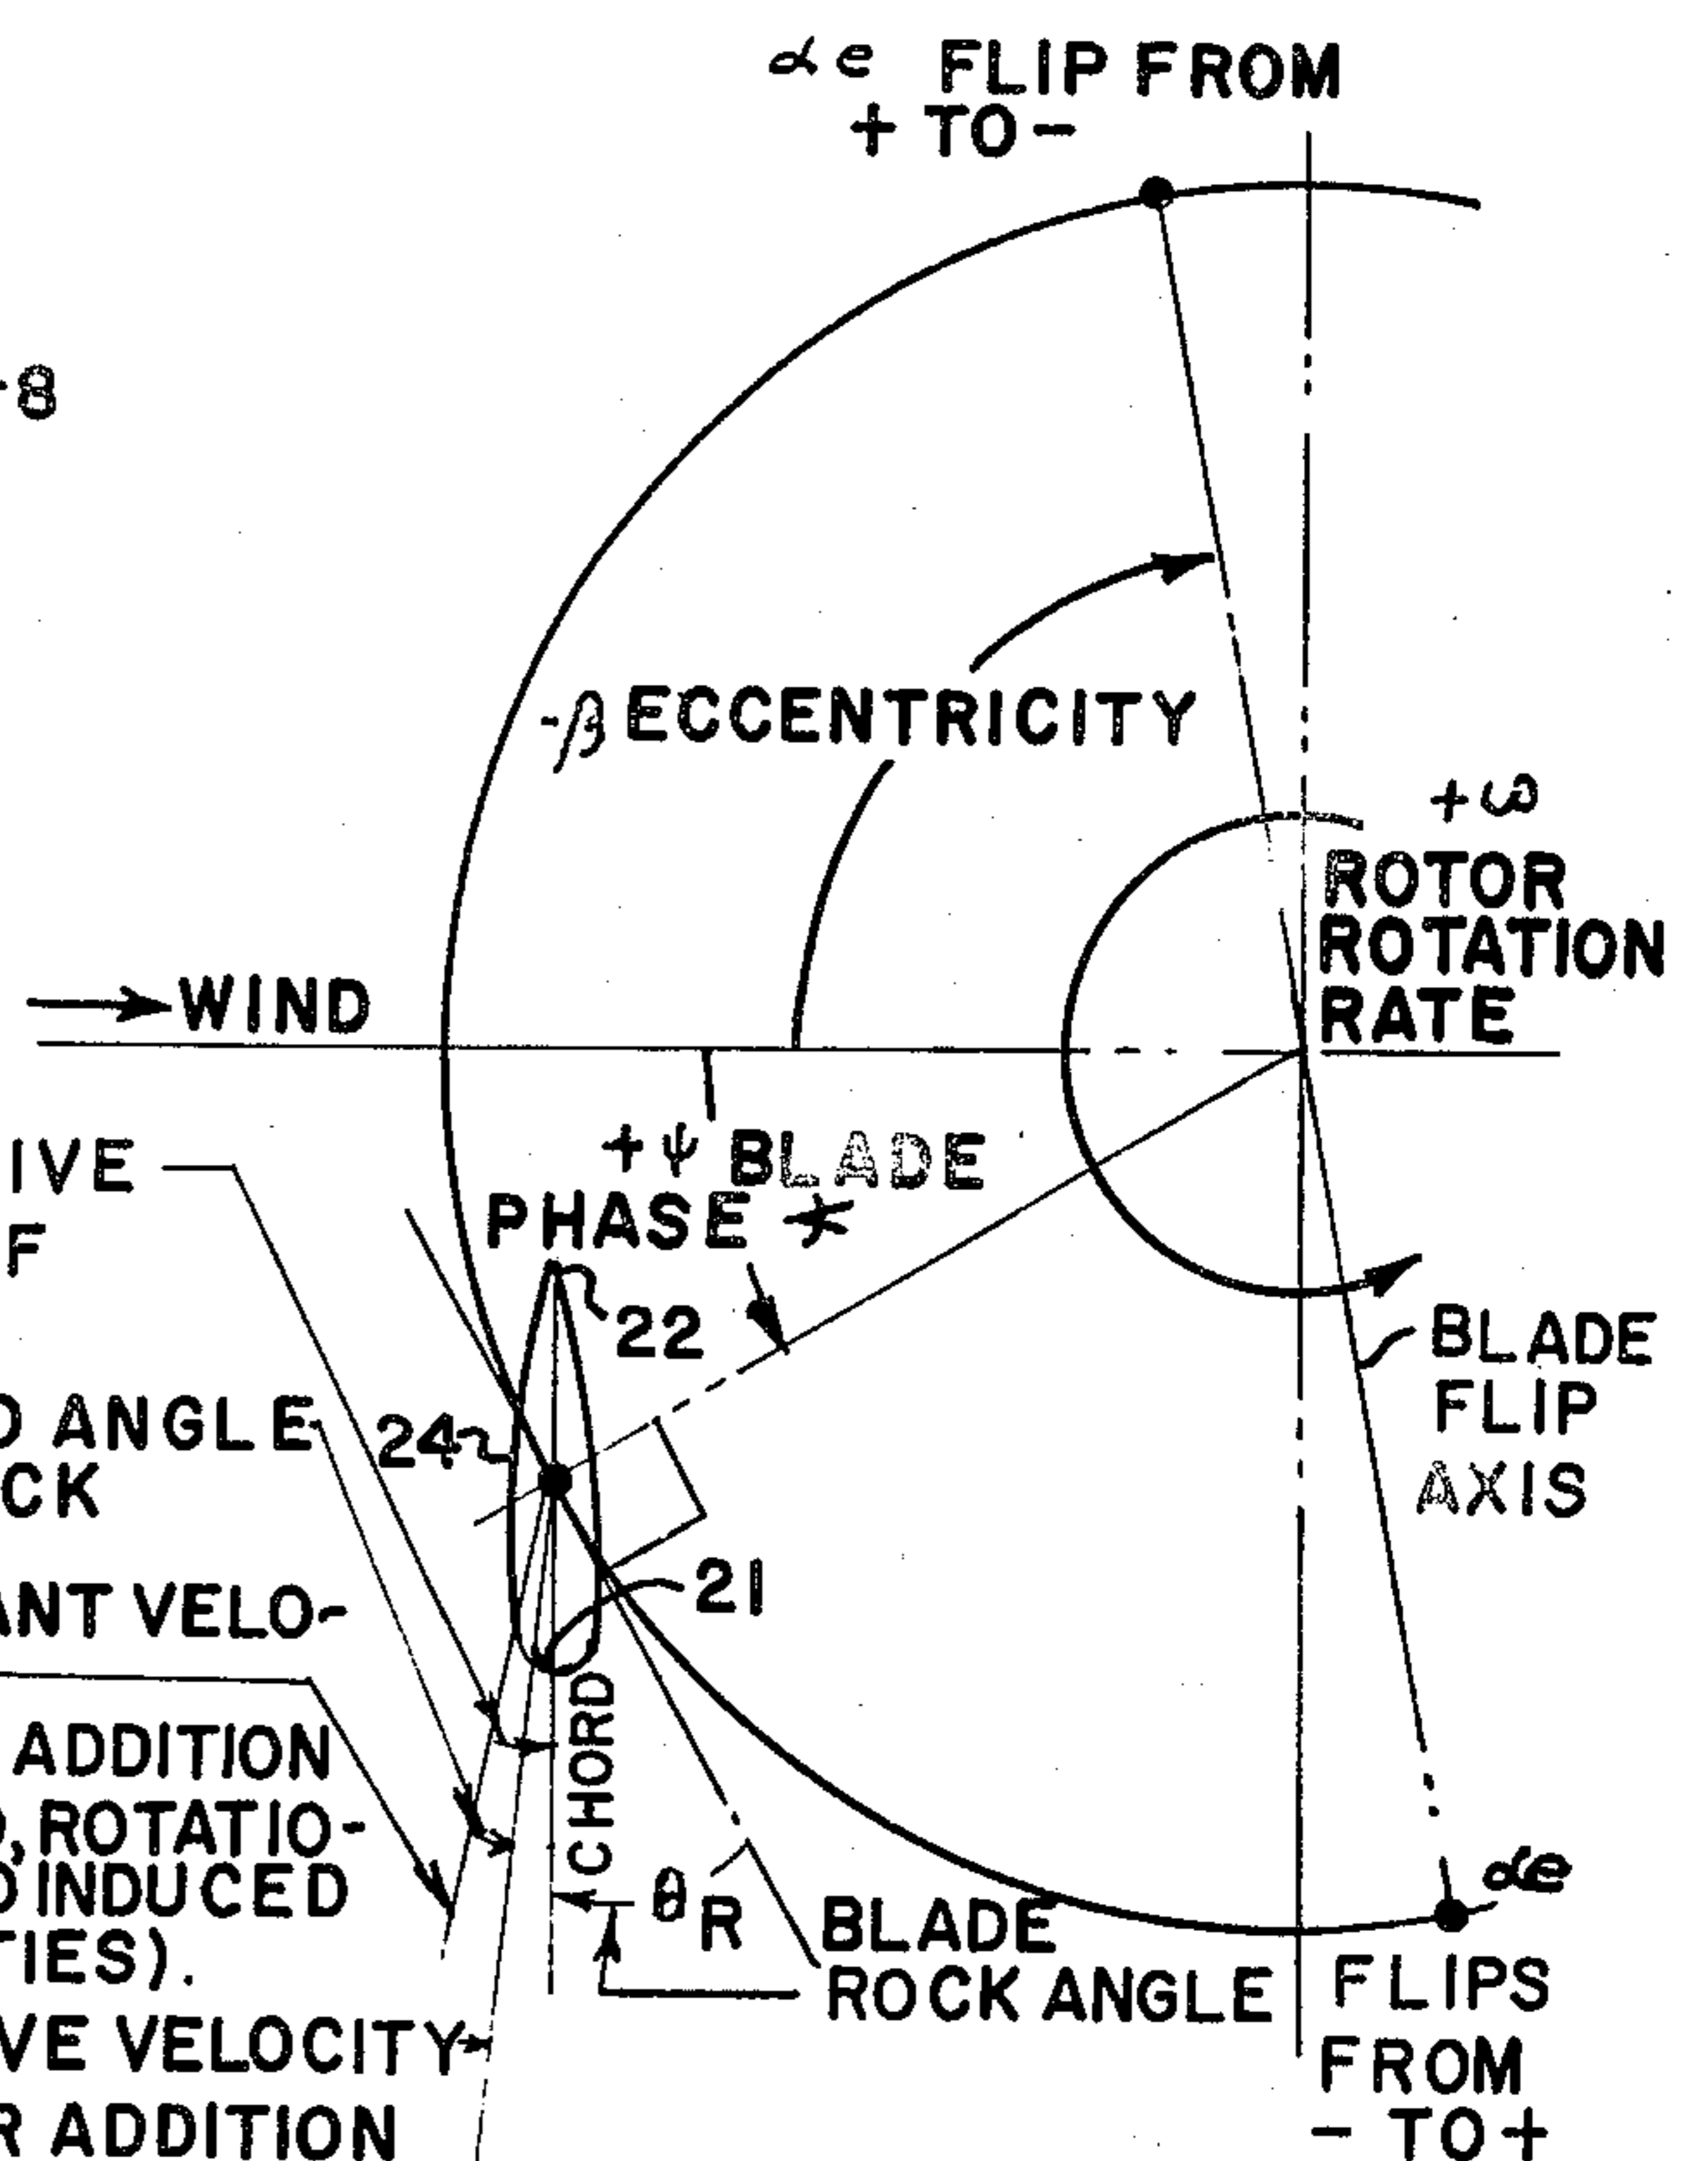 αe FLIP FROM
+ TO -
8
-β ECCENTRICITY
+ω
ROTOR
ROTATION
RATE
WIND
+ψ BLADE
PHASE ∡
IVE
F
22
BLADE
FLIP
AXIS
ANGLE
24
CK
21
ANT VELO-
CHORD
ADDITION
, ROTATIO-
INDUCED
TIES).
θR
BLADE
ROCK ANGLE
αe
FLIPS
FROM
- TO +
VE VELOCITY
R ADDITION